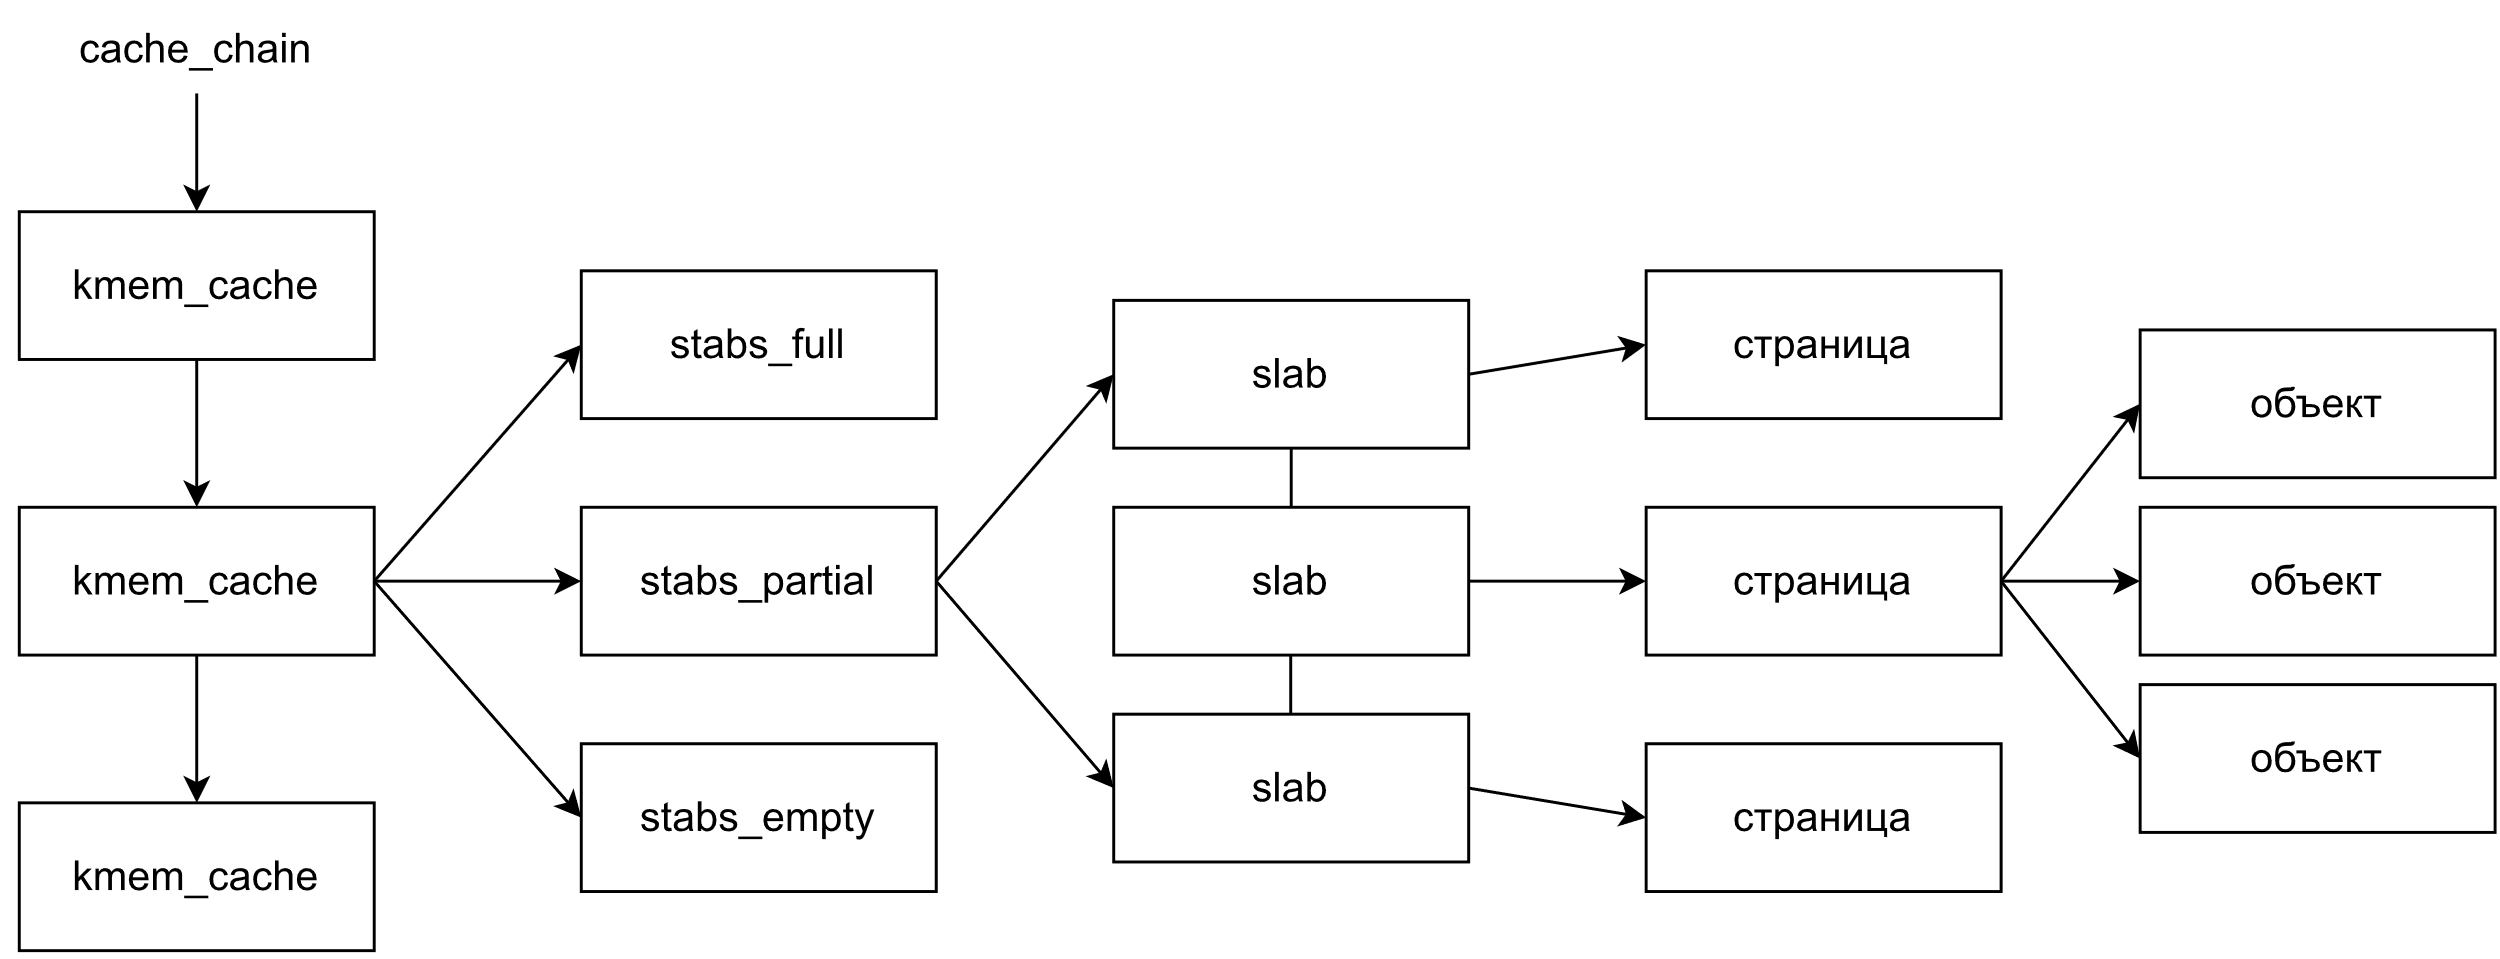 cache_chain
kmem_cache
kmem_cache
kmem_cache
stabs_full
stabs_partial
stabs_empty
slab
slab
slab
страница
страница
страница
объект
объект
объект